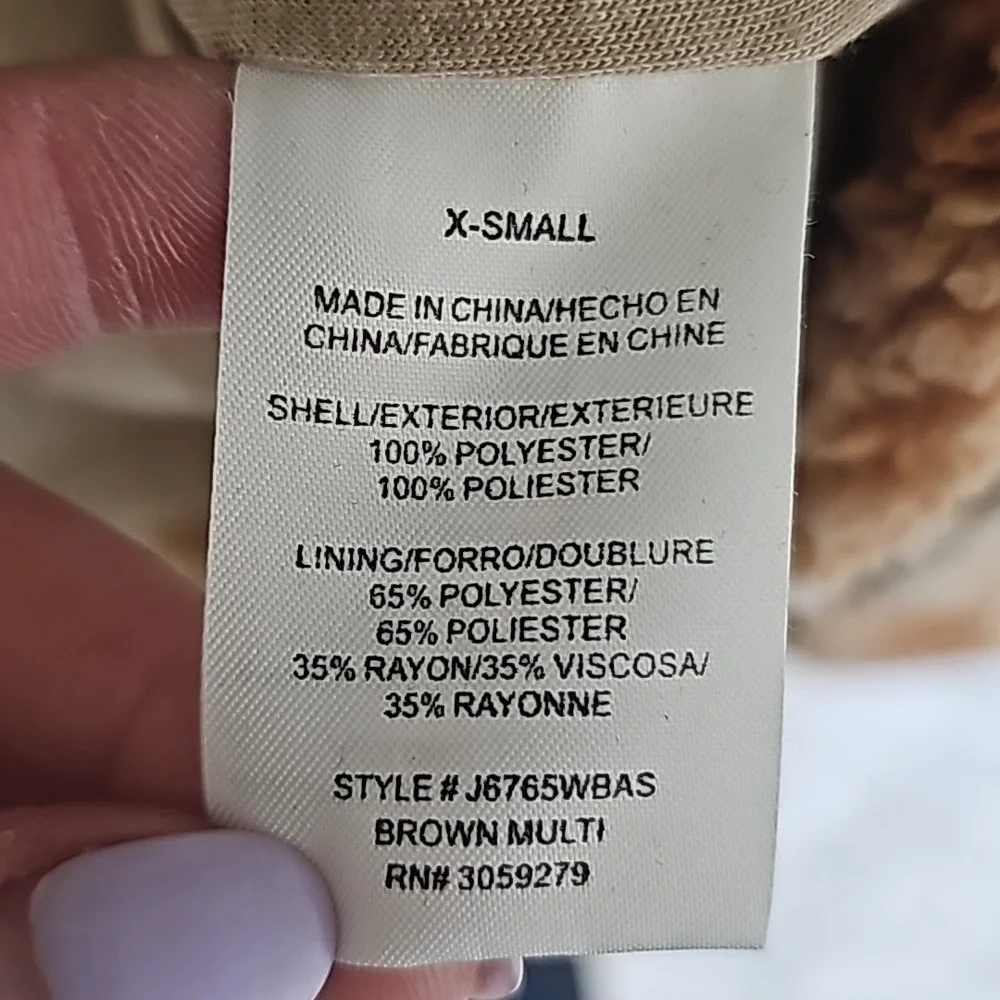 X-SMALL
MADE IN CHINA/HECHO EN
CHINA/FABRIQUE EN CHINE
SHELL/EXTERIOR/EXTERIEURE
100% POLYESTER/
100% POLIESTER
LINING/FORRO/DOUBLURE
65% POLYESTER/
65% POLIESTER
35% RAYON/35% VISCOSA/
35% RAYONNE
STYLE # J6765WBAS
BROWN MULTI
RN# 3059279